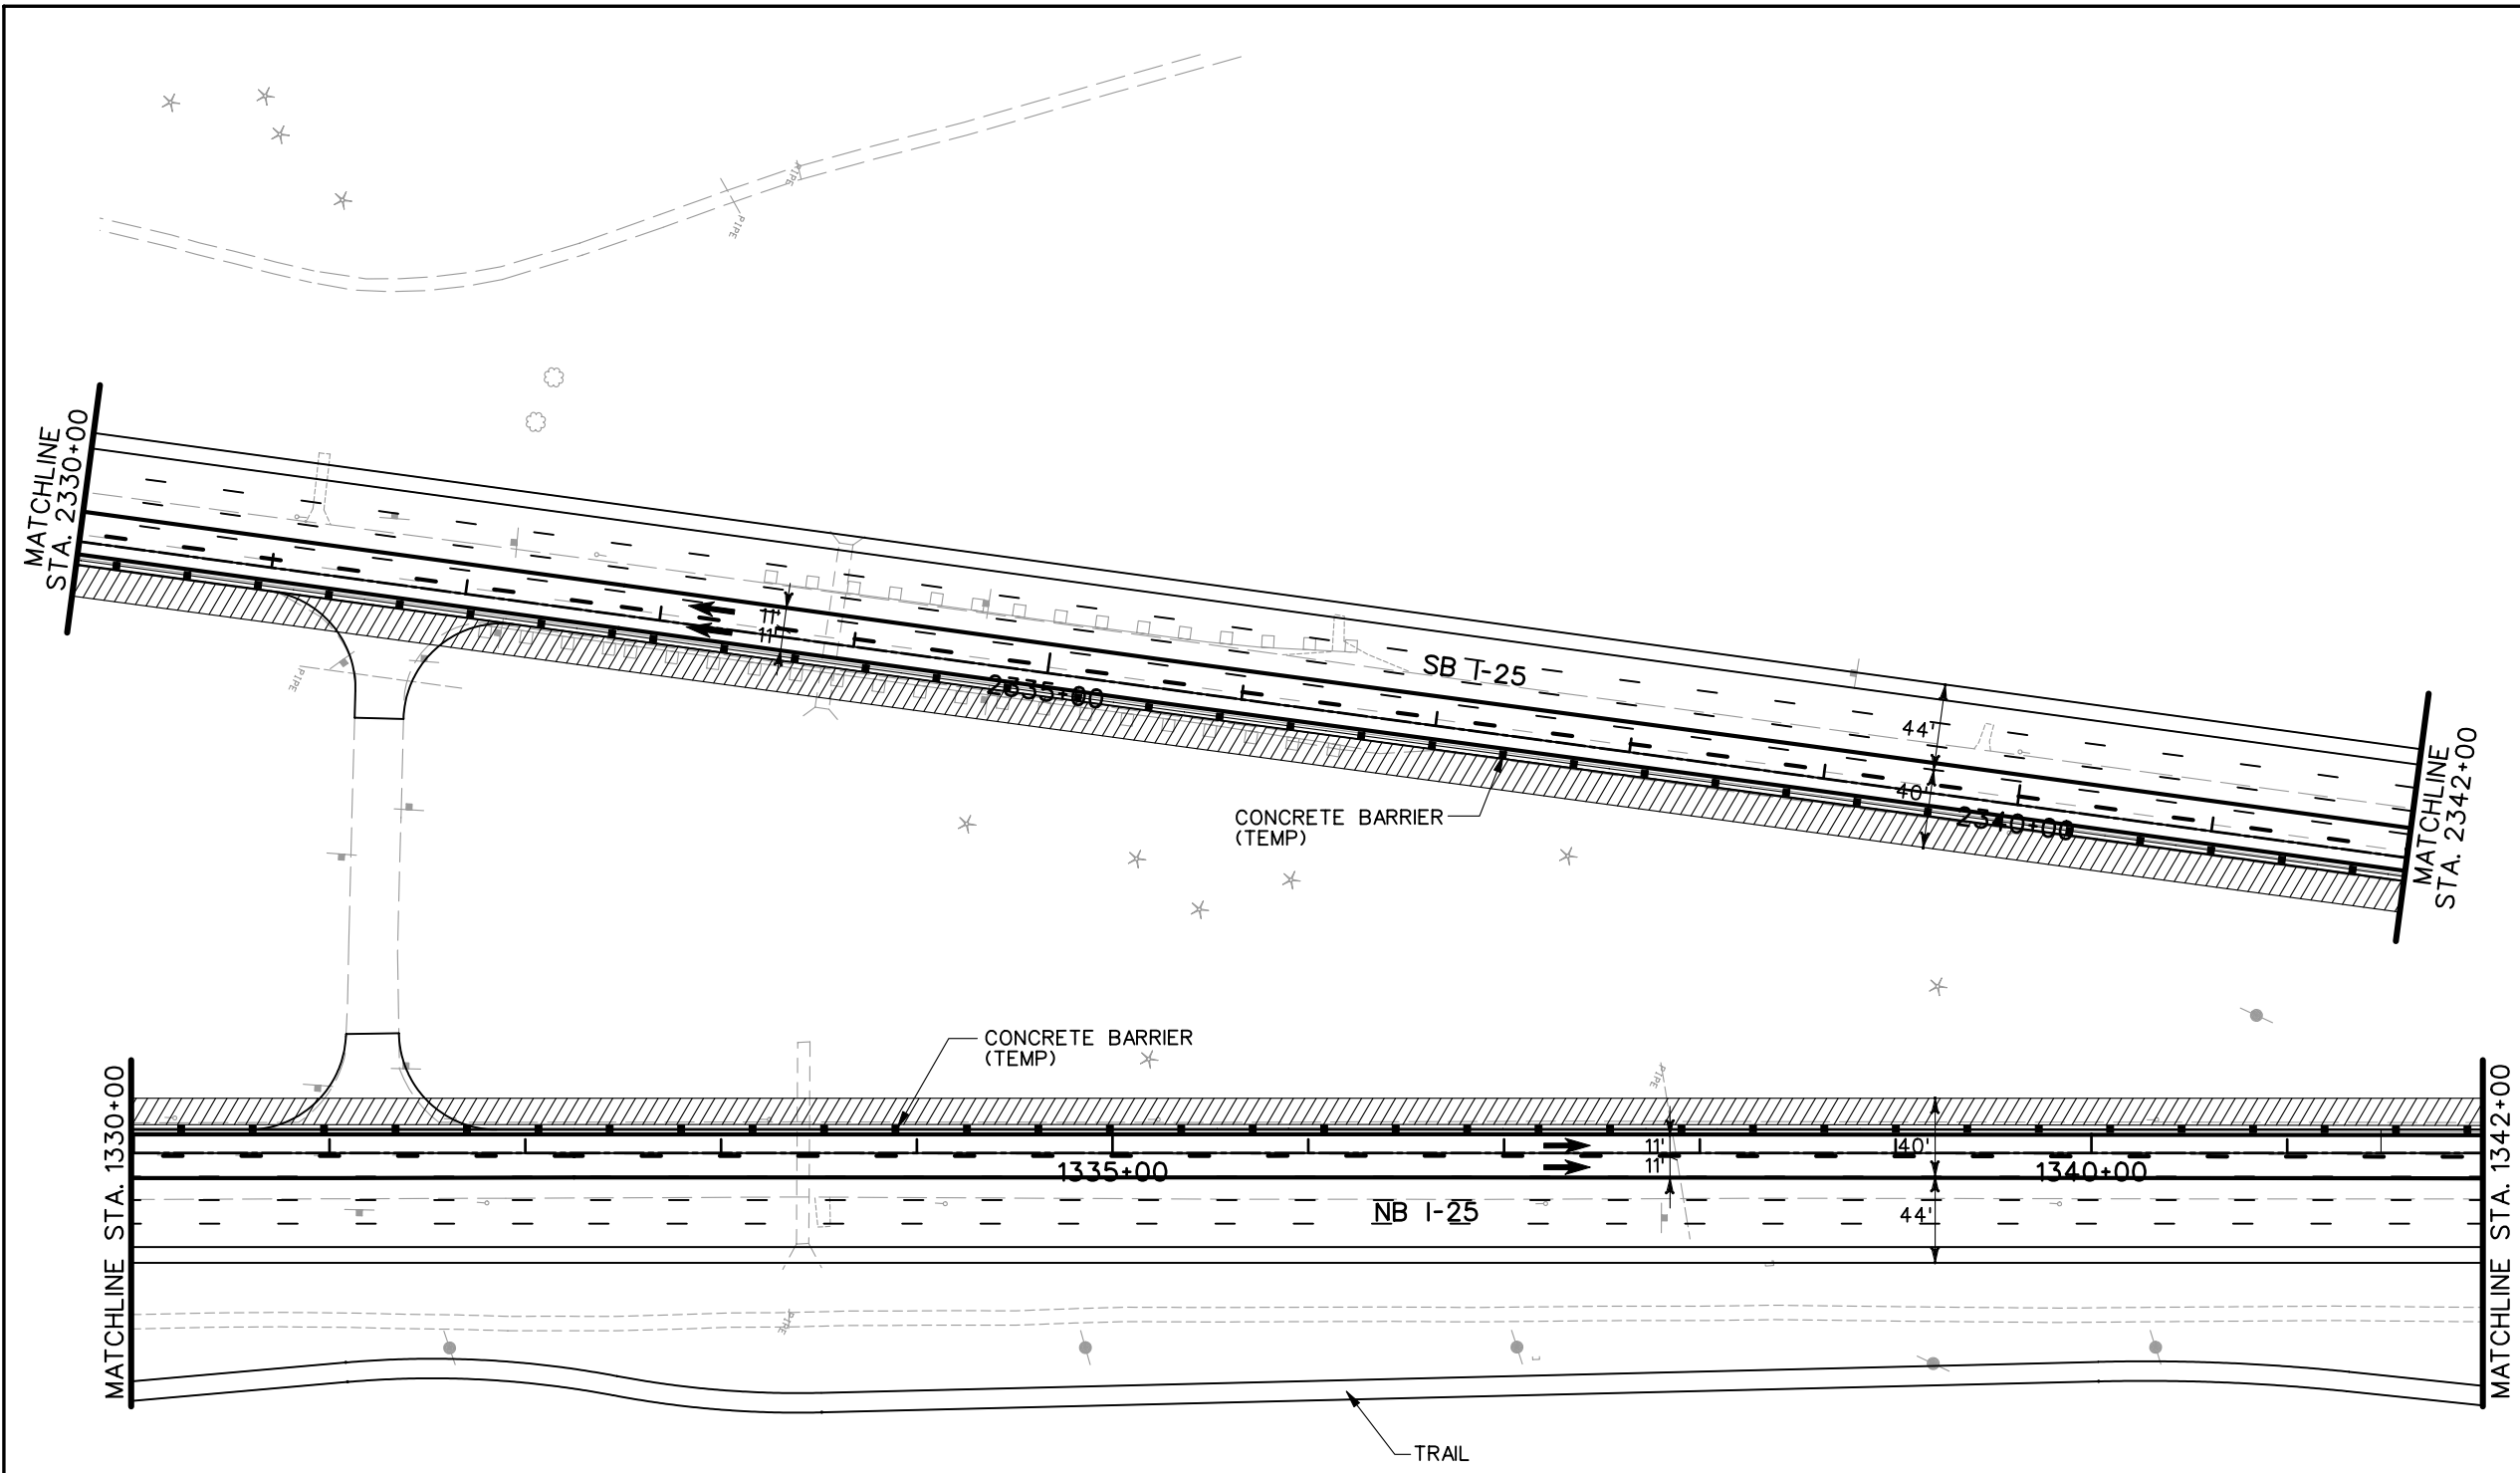 PIPE
PIPE
MATCHLINE
STA. 2330+00
11'
11'
SB I-25
PIPE
2335+00
44'
40'
2340+00
MATCHLINE
STA. 2342+00
CONCRETE BARRIER
(TEMP)
CONCRETE BARRIER
(TEMP)
PIPE
MATCHLINE STA. 1330+00
11'
11'
40'
1335+00
1340+00
NB I-25
44'
MATCHLINE STA. 1342+00
PIPE
TRAIL